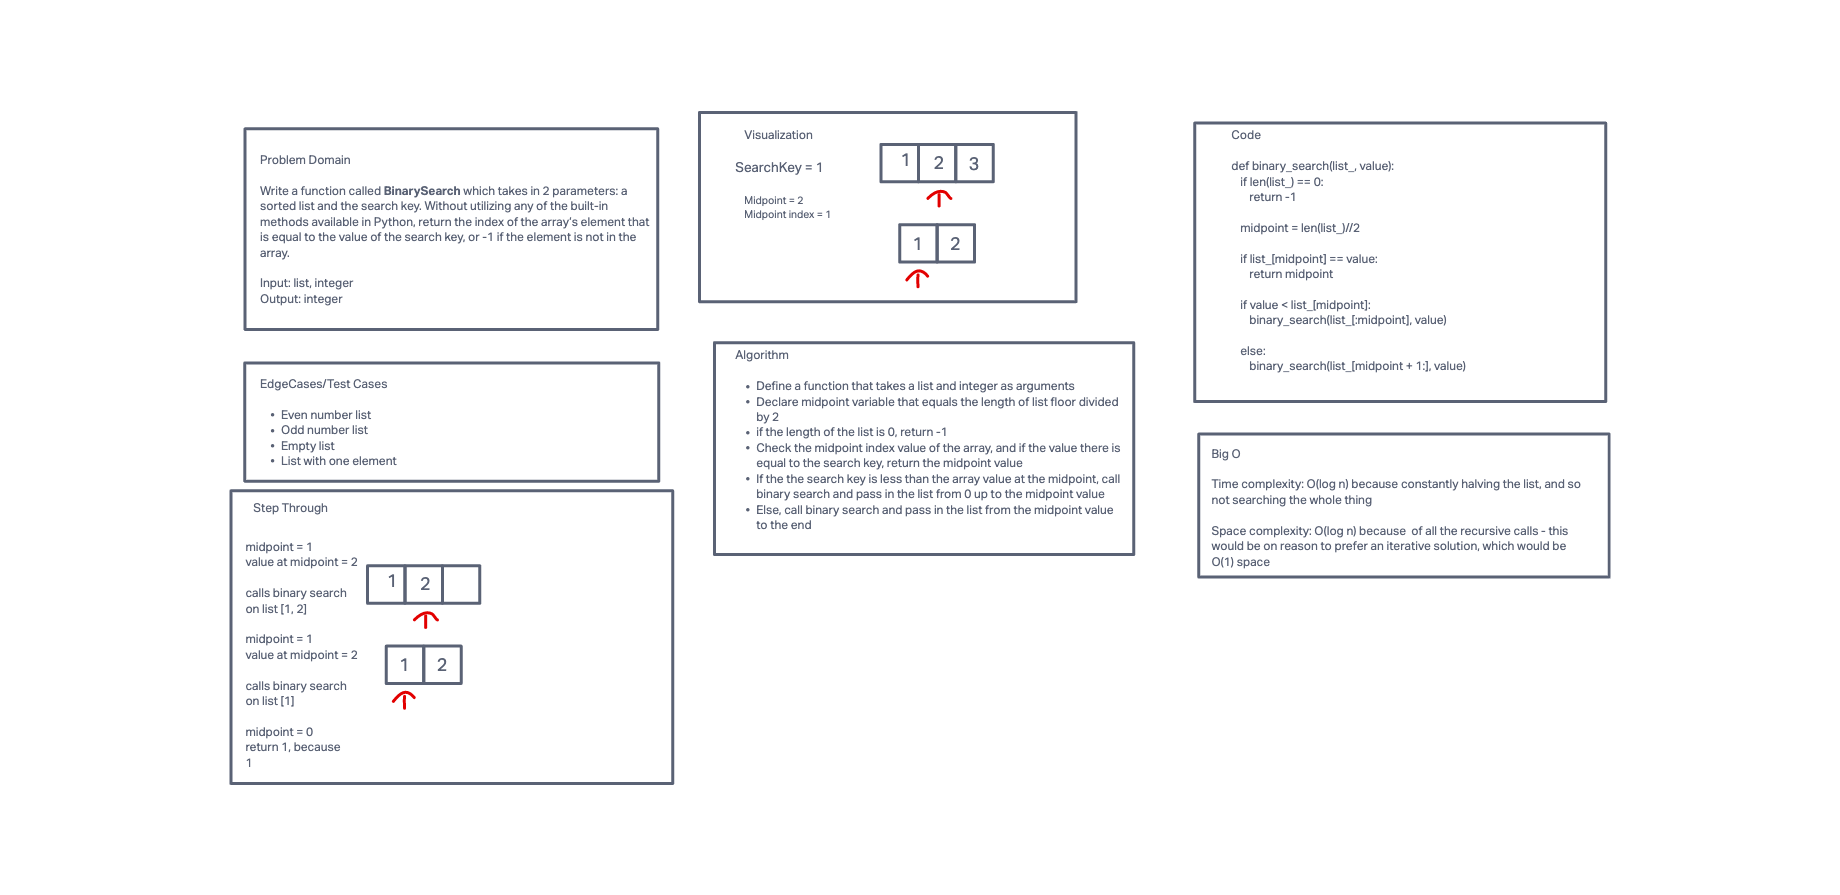 Problem Domain
Write a function called BinarySearch which takes in 2 parameters: a
sorted list and the search key. Without utilizing any of the built-in
methods available in Python, return the index of the array's element that
is equal to the value of the search key, or -1 if the element is not in the
array.
Input: list, integer
Output: integer
EdgeCases/Test Cases
• Even number list
• Odd number list
• Empty list
• List with one element
Step Through
midpoint = 1
value at midpoint = 2
calls binary search
on list [1, 2]
midpoint = 1
value at midpoint = 2
calls binary search
on list [1]
midpoint = 0
return 1, because
1
1 2
1 2
Visualization
SearchKey = 1
Midpoint = 2
Midpoint index = 1
1 2 3
1 2
Algorithm
• Define a function that takes a list and integer as arguments
• Declare midpoint variable that equals the length of list floor divided
by 2
• if the length of the list is 0, return -1
• Check the midpoint index value of the array, and if the value there is
equal to the search key, return the midpoint value
• If the the search key is less than the array value at the midpoint, call
binary search and pass in the list from 0 up to the midpoint value
• Else, call binary search and pass in the list from the midpoint value
to the end
Code
def binary_search(list_, value):
if len(list_) == 0:
return -1
midpoint = len(list_)//2
if list_[midpoint] == value:
return midpoint
if value < list_[midpoint]:
binary_search(list_[:midpoint], value)
else:
binary_search(list_[midpoint + 1:], value)
Big O
Time complexity: O(log n) because constantly halving the list, and so
not searching the whole thing
Space complexity: O(log n) because of all the recursive calls - this
would be on reason to prefer an iterative solution, which would be
O(1) space